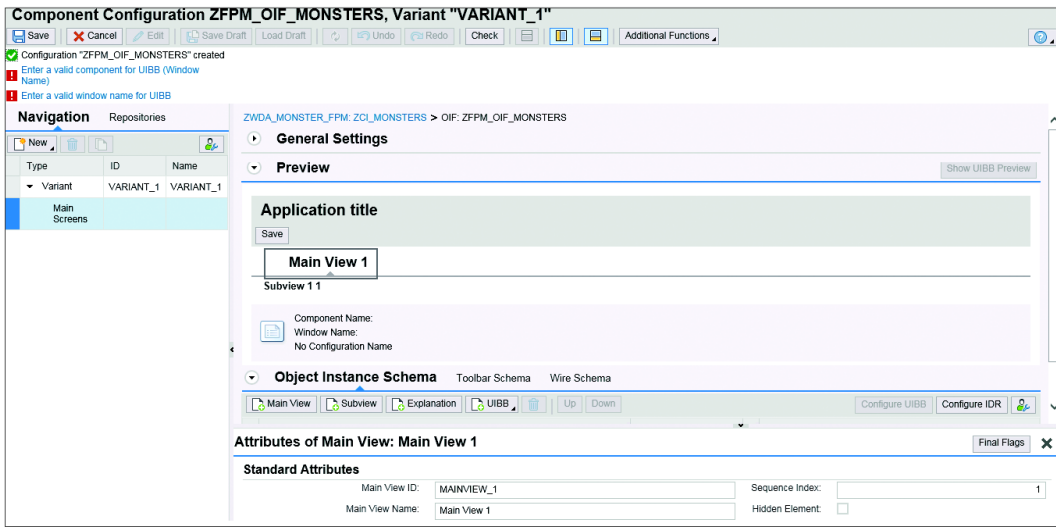 Component Configuration ZFPM_OIF_MONSTERS, Variant "VARIANT_1"
Save Cancel Edit Save Draft Load Draft Undo Redo Check Additional Functions
Configuration "ZFPM_OIF_MONSTERS" created
Enter a valid component for UIBB (Window
Name)
Enter a valid window name for UIBB
Navigation Repositories
New
Type ID Name
Variant VARIANT_1 VARIANT_1
Main
Screens
ZWDA_MONSTER_FPM: ZCI_MONSTERS > OIF: ZFPM_OIF_MONSTERS
General Settings
Preview Show UIBB Preview
Application title
Save
Main View 1
Subview 1 1
Component Name:
Window Name:
No Configuration Name
Object Instance Schema Toolbar Schema Wire Schema
Main View Subview Explanation UIBB Up Down Configure UIBB Configure IDR
Attributes of Main View: Main View 1 Final Flags
Standard Attributes
Main View ID: MAINVIEW_1 Sequence Index: 1
Main View Name: Main View 1 Hidden Element: